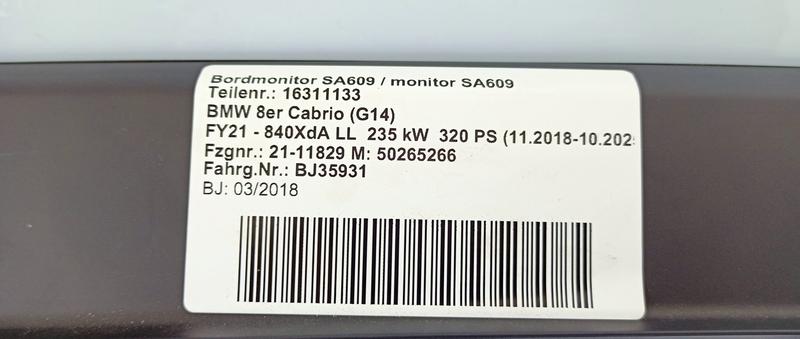 Bordmonitor SA609 / monitor SA609
Teilenr.: 16311133
BMW 8er Cabrio (G14)
FY21 - 840XdA LL 235 kW 320 PS (11.2018-10.202
Fzgnr.: 21-11829 M: 50265266
Fahrg.Nr.: BJ35931
BJ: 03/2018